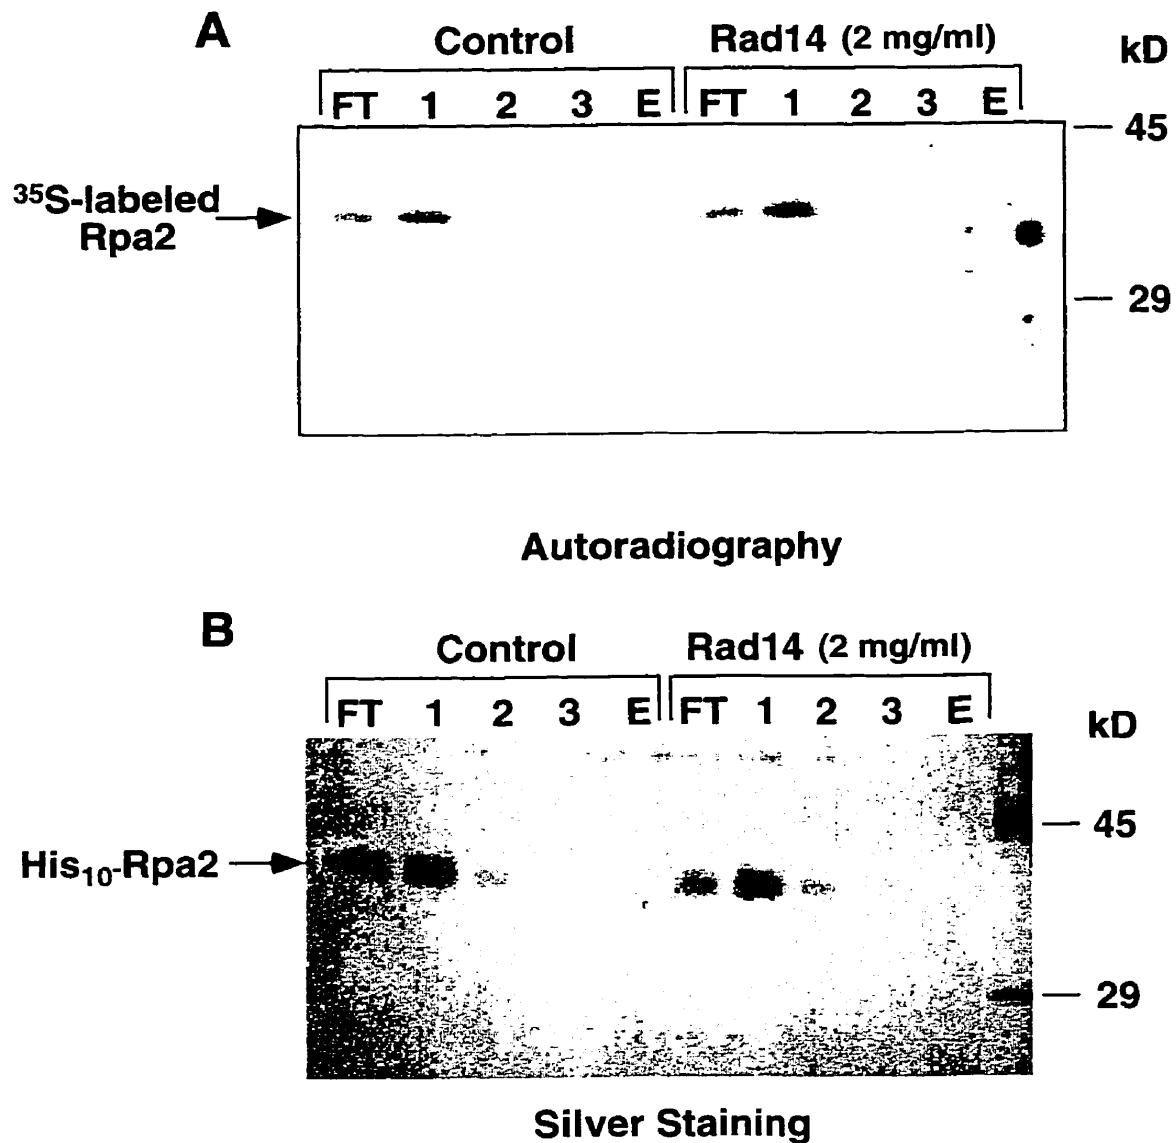 A
Control
Rad14 (2 mg/ml)
kD
FT 1 2 3 E FT 1 2 3 E
45
³⁵S-labeled
Rpa2
29
Autoradiography
B
Control
Rad14 (2 mg/ml)
FT 1 2 3 E FT 1 2 3 E
kD
45
His₁₀-Rpa2
29
Silver Staining